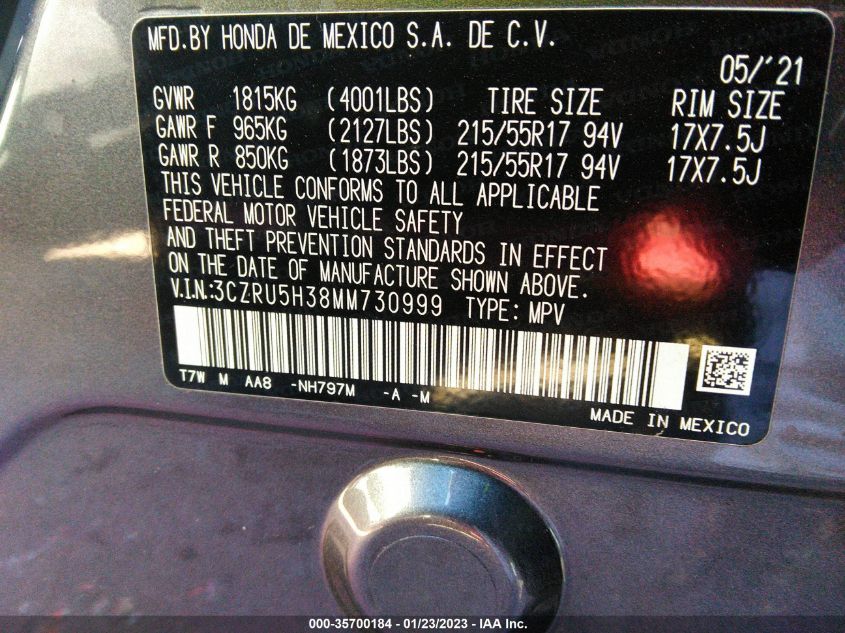 MFD.BY HONDA DE MEXICO S.A. DE C.V.
05/'21
GVWR 1815KG (4001LBS) TIRE SIZE RIM SIZE
GAWR F 965KG (2127LBS) 215/55R17 94V 17X7.5J
GAWR R 850KG (1873LBS) 215/55R17 94V 17X7.5J
THIS VEHICLE CONFORMS TO ALL APPLICABLE
FEDERAL MOTOR VEHICLE SAFETY
AND THEFT PREVENTION STANDARDS IN EFFECT
ON THE DATE OF MANUFACTURE SHOWN ABOVE.
V.I.N.:3CZRU5H38MM730999 TYPE: MPV
T7W M AA8 -NH797M -A -M
MADE IN MEXICO
000-35700184 — 01/23/2023 — IAA Inc.